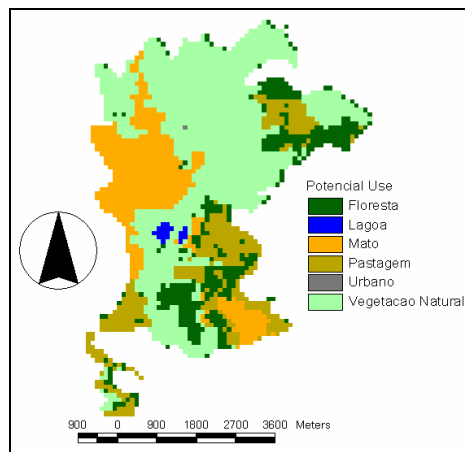 Potencial Use
Floresta
Lagoa
Mato
Pastagem
Urbano
Vegetacao Natural
900 0 900 1800 2700 3600 Meters